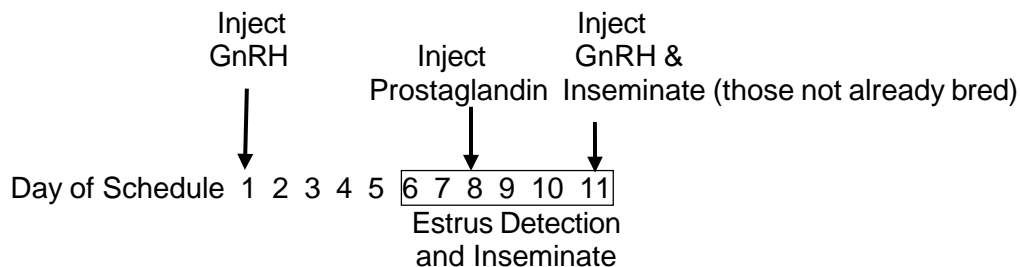 Inject
GnRH
Inject
Prostaglandin
Inject
GnRH &
Inseminate (those not already bred)
Day of Schedule 1 2 3 4 5 6 7 8 9 10 11
Estrus Detection
and Inseminate